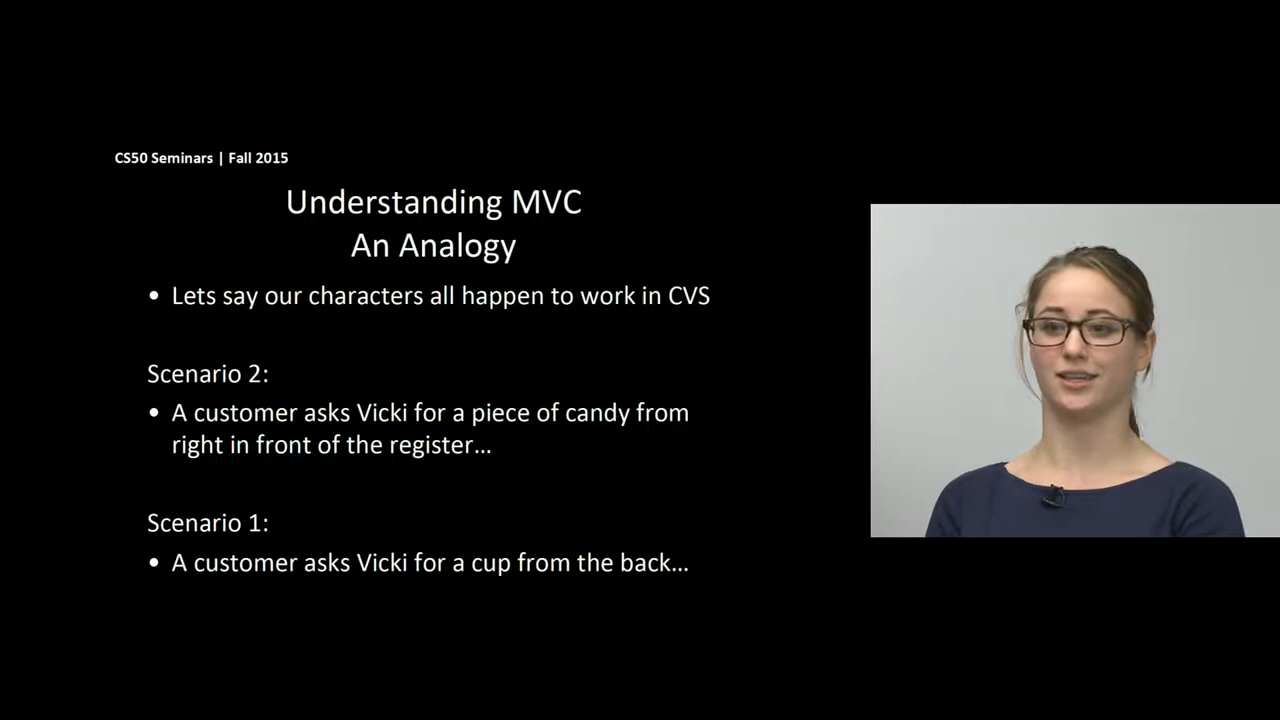 CS50 Seminars | Fall 2015
Understanding MVC
An Analogy
• Lets say our characters all happen to work in CVS
Scenario 2:
• A customer asks Vicki for a piece of candy from
right in front of the register…
Scenario 1:
• A customer asks Vicki for a cup from the back…